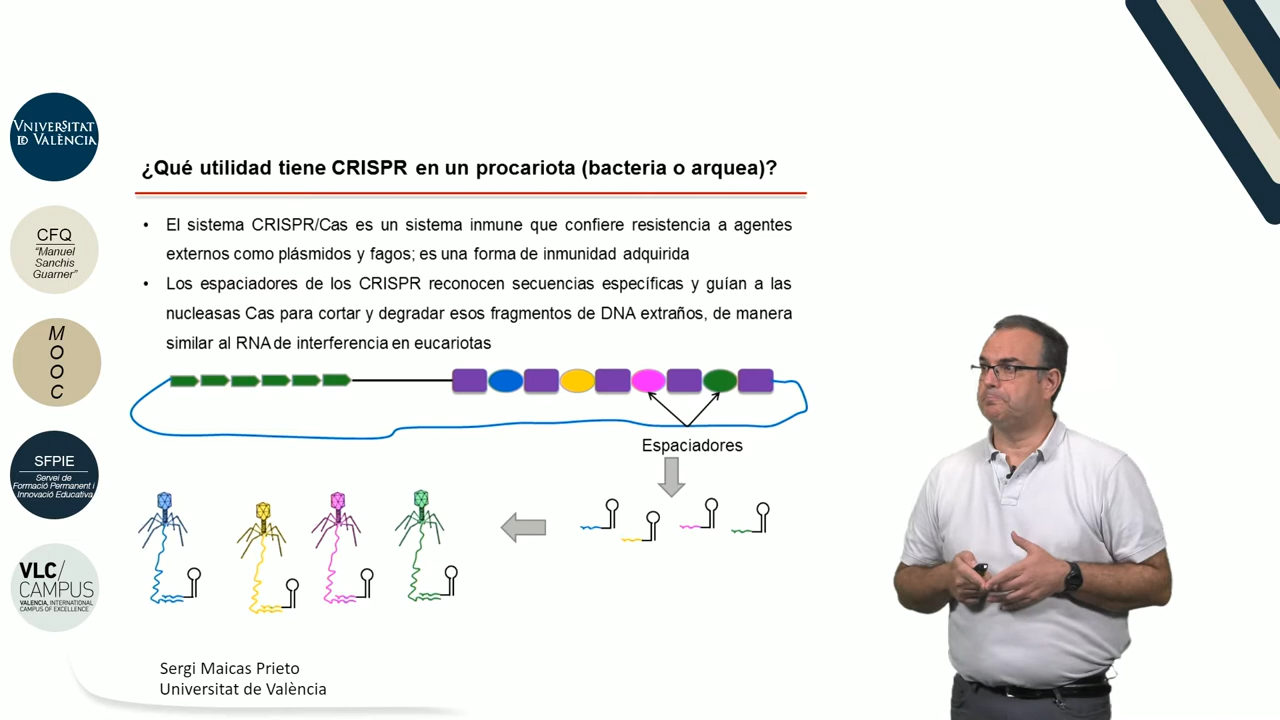 VNIVERSITAT
ID VALÈNCIA
CFQ
“Manuel
Sanchis
Guarner”
M
O
O
C
SFPIE
Servei de
Formació Permanent i
Innovació Educativa
VLC/
CAMPUS
VALENCIA, INTERNATIONAL
CAMPUS OF EXCELLENCE
¿Qué utilidad tiene CRISPR en un procariota (bacteria o arquea)?
• El sistema CRISPR/Cas es un sistema inmune que confiere resistencia a agentes
externos como plásmidos y fagos; es una forma de inmunidad adquirida
• Los espaciadores de los CRISPR reconocen secuencias específicas y guían a las
nucleasas Cas para cortar y degradar esos fragmentos de DNA extraños, de manera
similar al RNA de interferencia en eucariotas
Espaciadores
Sergi Maicas Prieto
Universitat de València